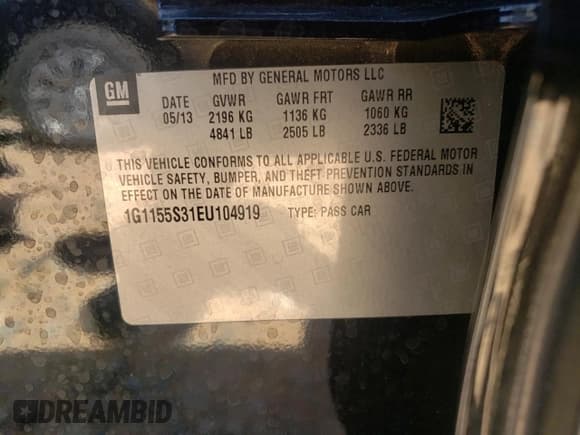 GM
MFD BY GENERAL MOTORS LLC
DATE GVWR GAWR FRT GAWR RR
05/13 2196 KG 1136 KG 1060 KG
4841 LB 2505 LB 2336 LB
THIS VEHICLE CONFORMS TO ALL APPLICABLE U.S. FEDERAL MOTOR
VEHICLE SAFETY, BUMPER, AND THEFT PREVENTION STANDARDS IN
EFFECT ON THE DATE OF MANUFACTURE SHOWN ABOVE.
1G1155S31EU104919 TYPE: PASS CAR
DREAMBID